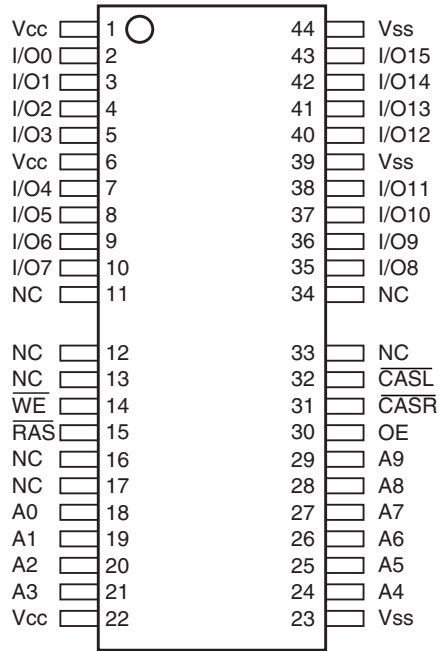 Vcc 1 44 Vss
I/O0 2 43 I/O15
I/O1 3 42 I/O14
I/O2 4 41 I/O13
I/O3 5 40 I/O12
Vcc 6 39 Vss
I/O4 7 38 I/O11
I/O5 8 37 I/O10
I/O6 9 36 I/O9
I/O7 10 35 I/O8
NC 11 34 NC
NC 12 33 NC
NC 13 32 C̅A̅S̅L̅
W̅E̅ 14 31 C̅A̅S̅R̅
R̅A̅S̅ 15 30 OE
NC 16 29 A9
NC 17 28 A8
A0 18 27 A7
A1 19 26 A6
A2 20 25 A5
A3 21 24 A4
Vcc 22 23 Vss